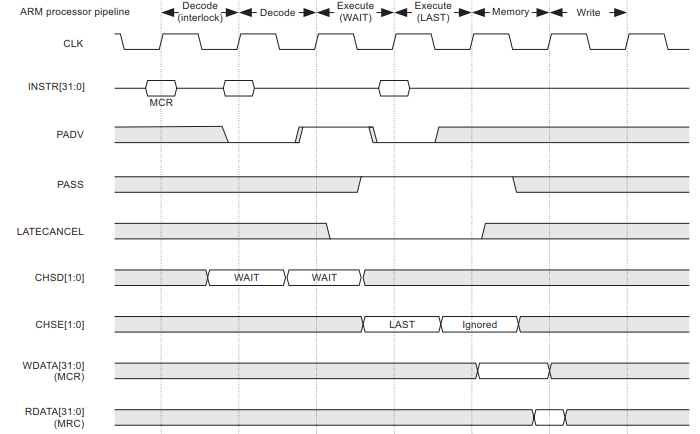 ARM processor pipeline
Decode
(interlock)
Decode
Execute
(WAIT)
Execute
(LAST)
Memory
Write
CLK
INSTR[31:0]
MCR
PADV
PASS
LATECANCEL
CHSD[1:0]
WAIT
WAIT
CHSE[1:0]
LAST
Ignored
WDATA[31:0]
(MCR)
RDATA[31:0]
(MRC)